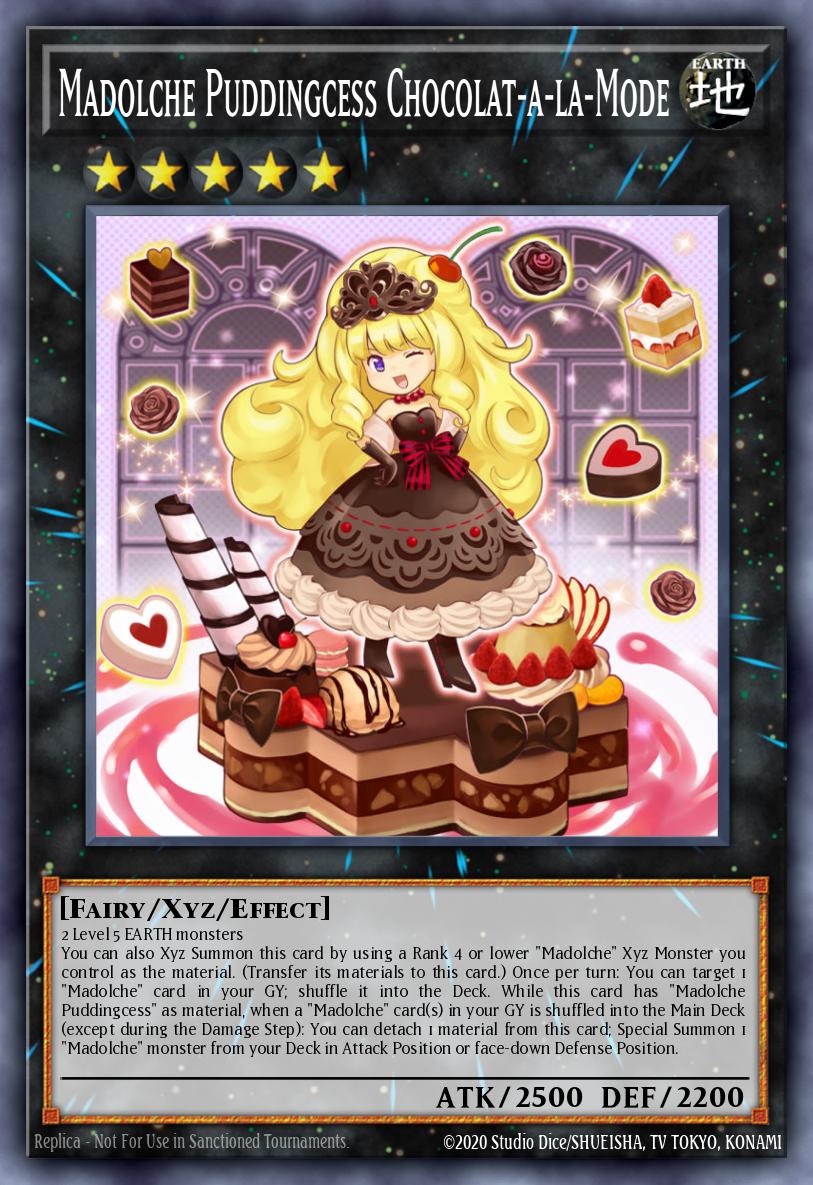 Madolche Puddingcess Chocolat-a-la-Mode
EARTH
地
[Fairy/Xyz/Effect]
2 Level 5 EARTH monsters
You can also Xyz Summon this card by using a Rank 4 or lower "Madolche" Xyz Monster you
control as the material. (Transfer its materials to this card.) Once per turn: You can target 1
"Madolche" card in your GY; shuffle it into the Deck. While this card has "Madolche
Puddingcess" as material, when a "Madolche" card(s) in your GY is shuffled into the Main Deck
(except during the Damage Step): You can detach 1 material from this card; Special Summon 1
"Madolche" monster from your Deck in Attack Position or face-down Defense Position.
ATK/2500 DEF/2200
Replica - Not For Use in Sanctioned Tournaments.
©2020 Studio Dice/SHUEISHA, TV TOKYO, KONAMI